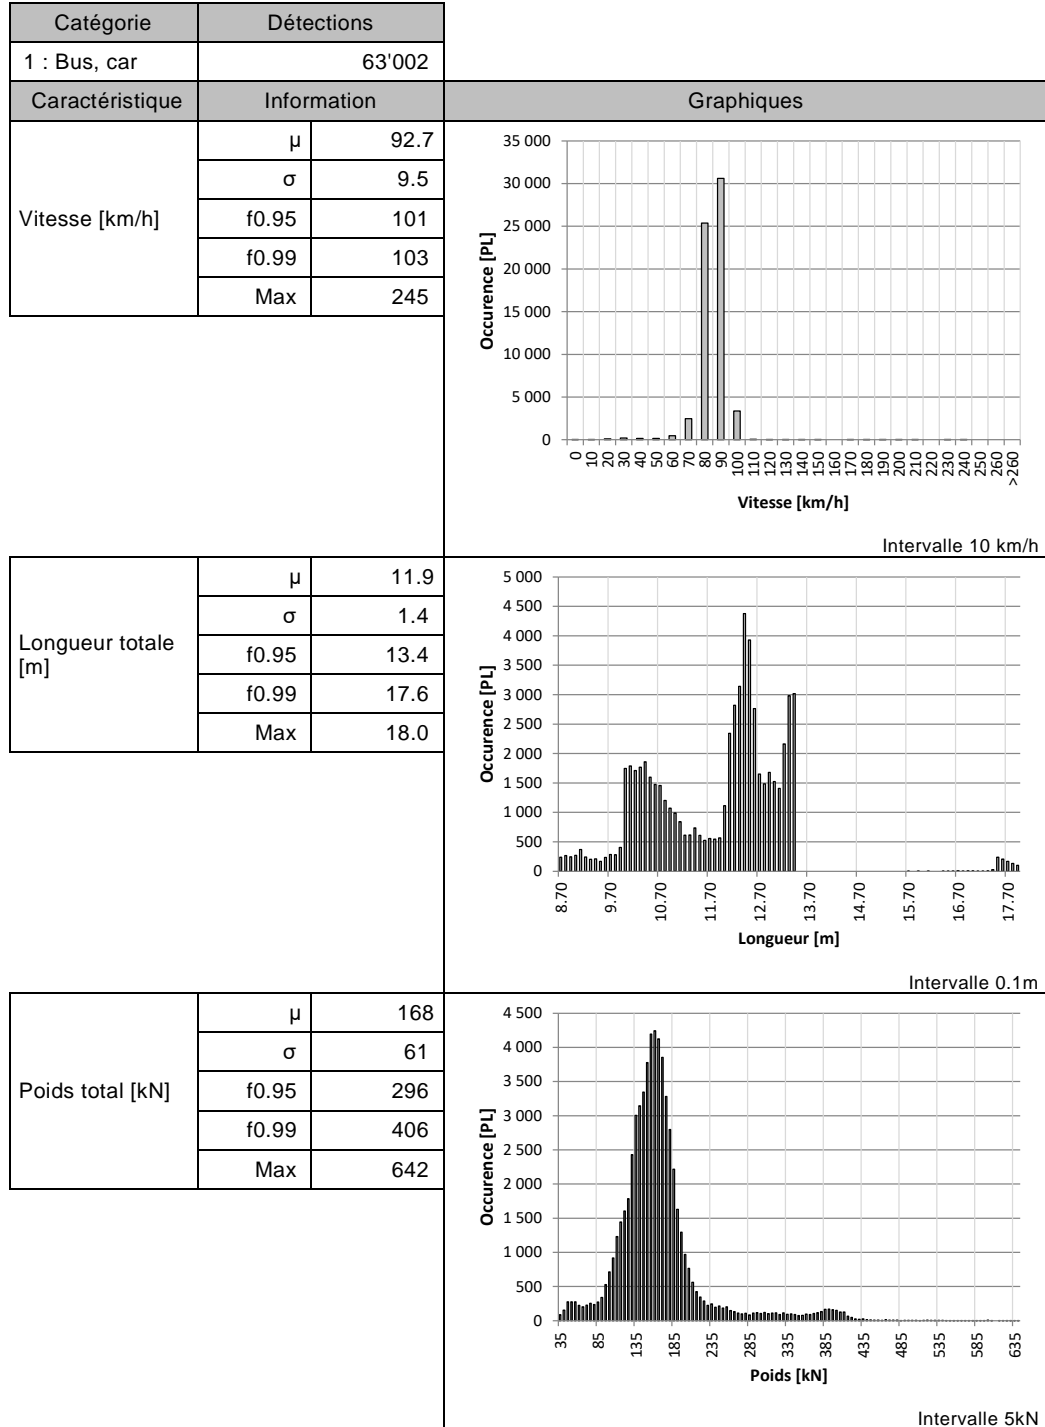 Catégorie Détections
1 : Bus, car 63'002
Caractéristique Information Graphiques
Vitesse [km/h]
µ 92.7
σ 9.5
f0.95 101
f0.99 103
Max 245
Occurence [PL]
35 000
30 000
25 000
20 000
15 000
10 000
5 000
0
0 10 20 30 40 50 60 70 80 90 100 110 120 130 140 150 160 170 180 190 200 210 220 230 240 250 260 >260
Vitesse [km/h]
Intervalle 10 km/h
Longueur totale
[m]
µ 11.9
σ 1.4
f0.95 13.4
f0.99 17.6
Max 18.0
Occurence [PL]
5 000
4 500
4 000
3 500
3 000
2 500
2 000
1 500
1 000
500
0
8.70 9.70 10.70 11.70 12.70 13.70 14.70 15.70 16.70 17.70
Longueur [m]
Intervalle 0.1m
Poids total [kN]
µ 168
σ 61
f0.95 296
f0.99 406
Max 642
Occurence [PL]
4 500
4 000
3 500
3 000
2 500
2 000
1 500
1 000
500
0
35 85 135 185 235 285 335 385 435 485 535 585 635
Poids [kN]
Intervalle 5kN